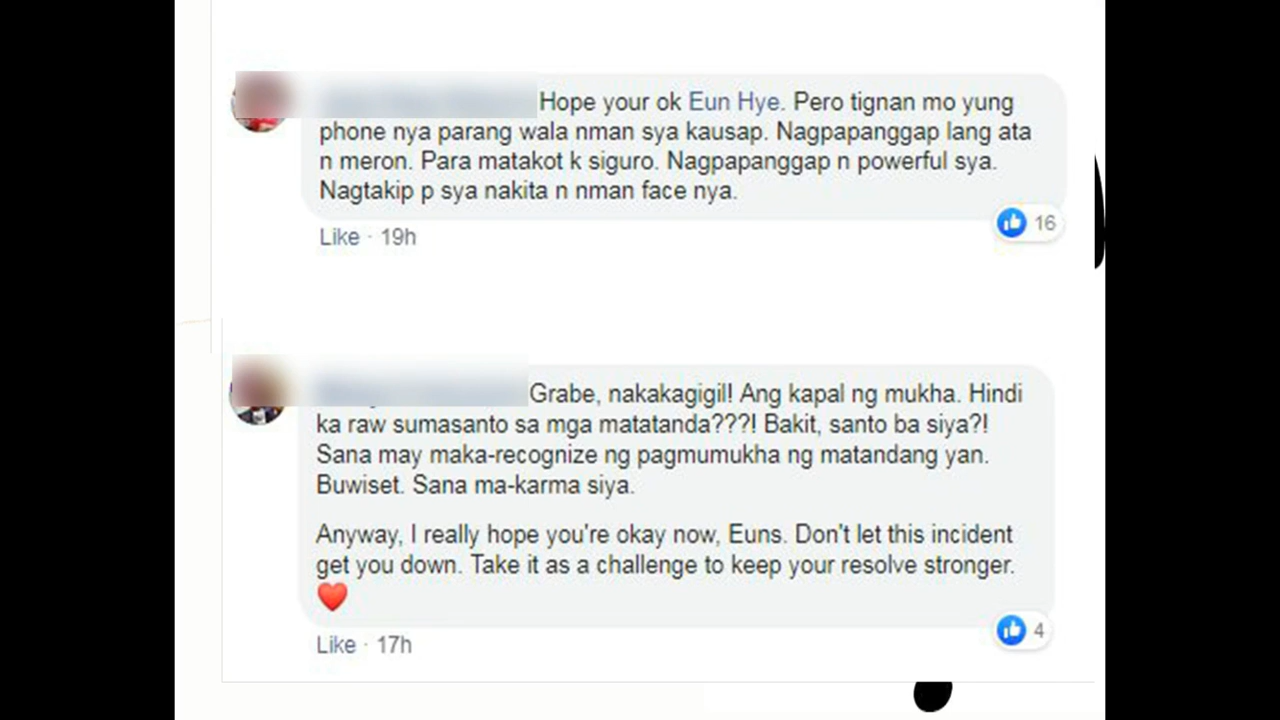 Hope your ok Eun Hye. Pero tignan mo yung
phone nya parang wala nman sya kausap. Nagpapanggap lang ata
n meron. Para matakot k siguro. Nagpapanggap n powerful sya.
Nagtakip p sya nakita n nman face nya.
16
Like · 19h
Grabe, nakakagigil! Ang kapal ng mukha. Hindi
ka raw sumasanto sa mga matatanda???! Bakit, santo ba siya?!
Sana may maka-recognize ng pagmumukha ng matandang yan.
Buwiset. Sana ma-karma siya.
Anyway, I really hope you're okay now, Euns. Don't let this incident
get you down. Take it as a challenge to keep your resolve stronger.
❤️
4
Like · 17h